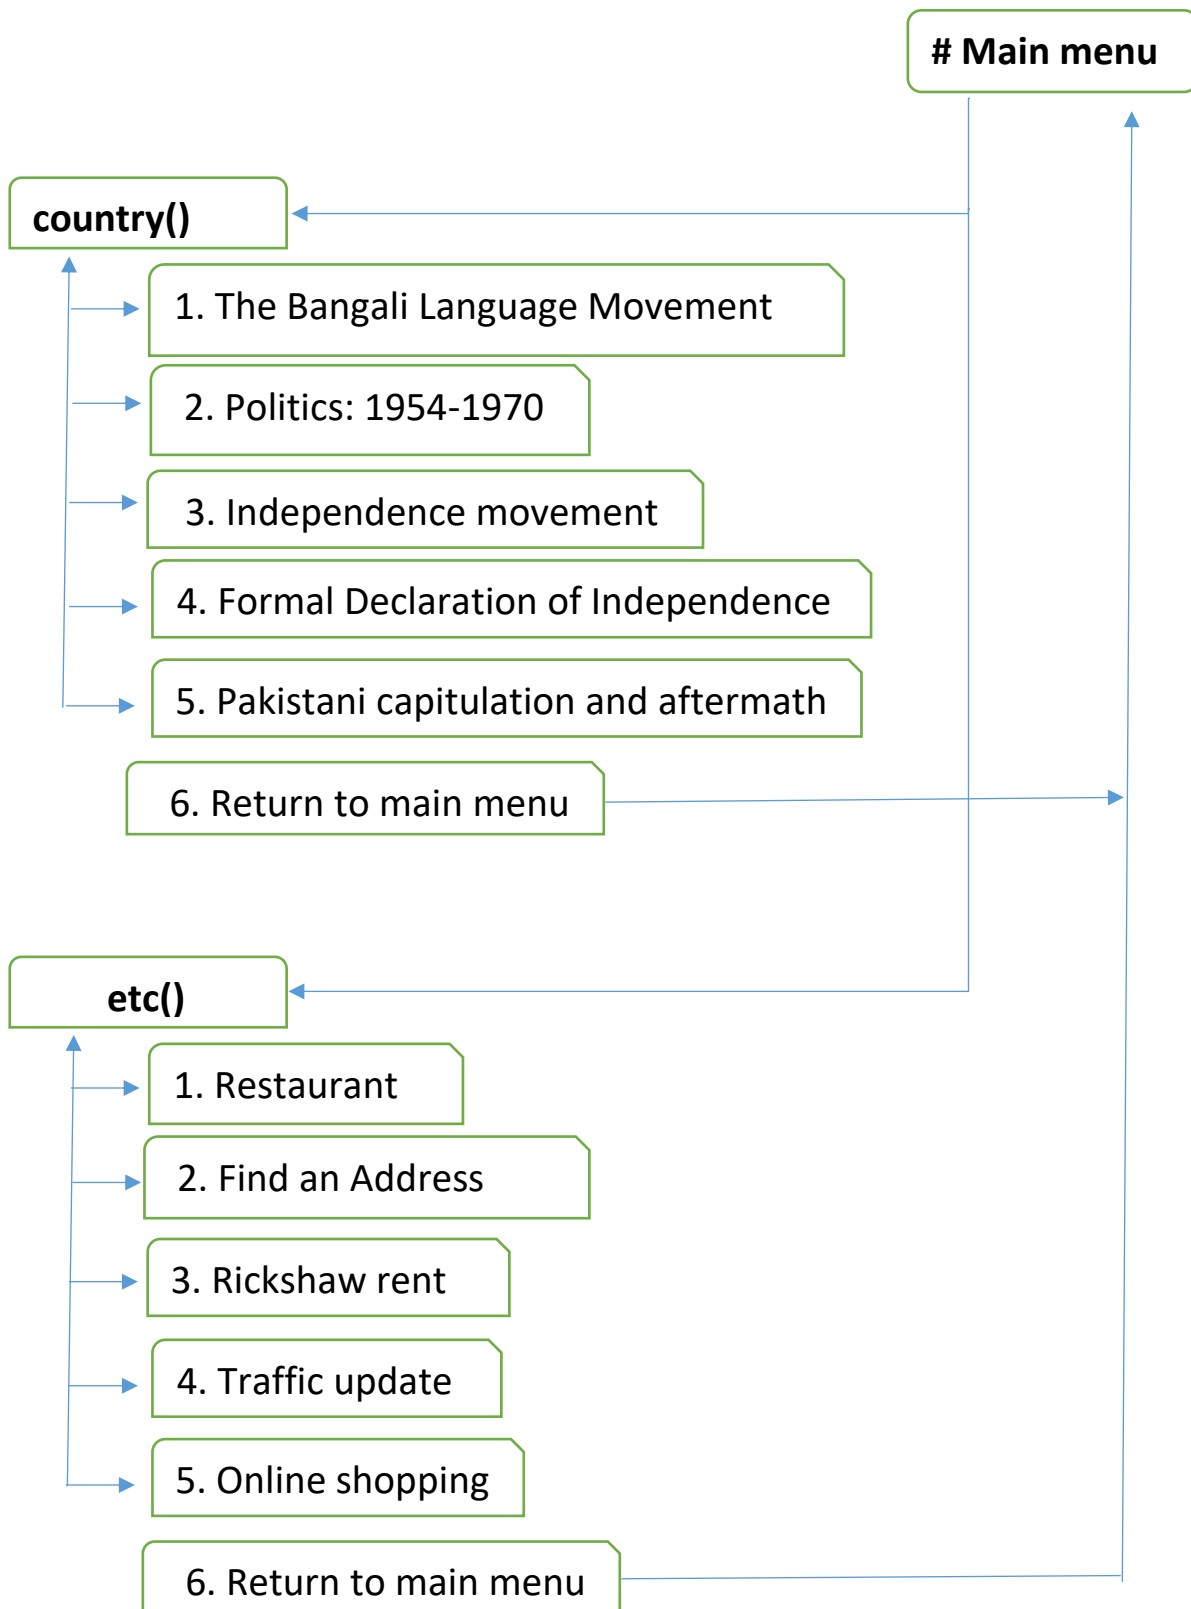 # Main menu
country()
1. The Bangali Language Movement
2. Politics: 1954-1970
3. Independence movement
4. Formal Declaration of Independence
5. Pakistani capitulation and aftermath
6. Return to main menu
etc()
1. Restaurant
2. Find an Address
3. Rickshaw rent
4. Traffic update
5. Online shopping
6. Return to main menu